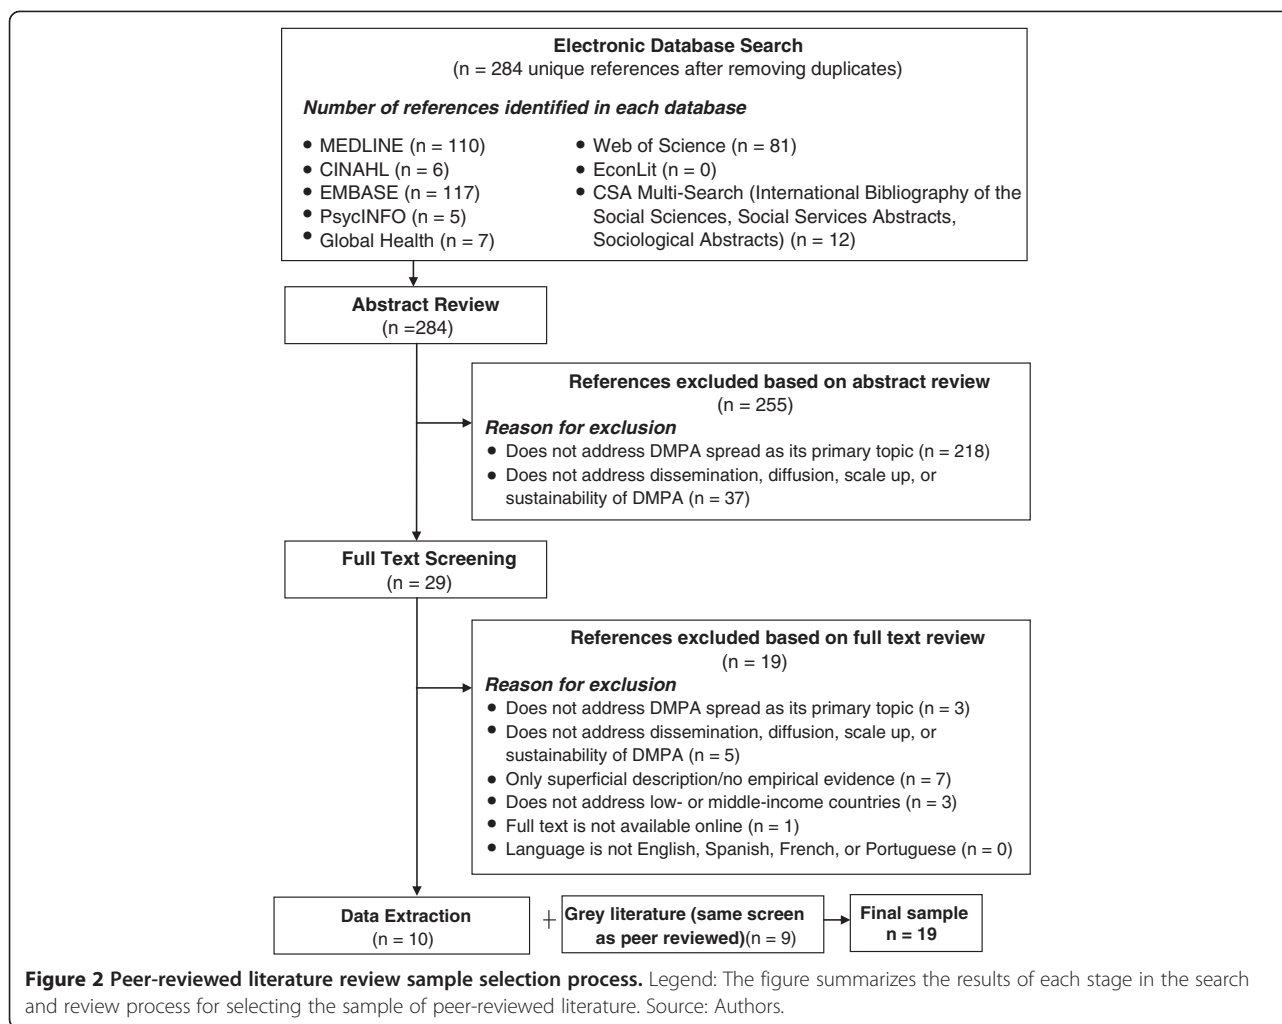 Electronic Database Search
(n = 284 unique references after removing duplicates)
Number of references identified in each database
• MEDLINE (n = 110)
• CINAHL (n = 6)
• EMBASE (n = 117)
• PsycINFO (n = 5)
• Global Health (n = 7)
• Web of Science (n = 81)
• EconLit (n = 0)
• CSA Multi-Search (International Bibliography of the
Social Sciences, Social Services Abstracts,
Sociological Abstracts) (n = 12)
Abstract Review
(n =284)
References excluded based on abstract review
(n = 255)
Reason for exclusion
• Does not address DMPA spread as its primary topic (n = 218)
• Does not address dissemination, diffusion, scale up, or
sustainability of DMPA (n = 37)
Full Text Screening
(n = 29)
References excluded based on full text review
(n = 19)
Reason for exclusion
• Does not address DMPA spread as its primary topic (n = 3)
• Does not address dissemination, diffusion, scale up, or
sustainability of DMPA (n = 5)
• Only superficial description/no empirical evidence (n = 7)
• Does not address low- or middle-income countries (n = 3)
• Full text is not available online (n = 1)
• Language is not English, Spanish, French, or Portuguese (n = 0)
Data Extraction
(n = 10)
+
Grey literature (same screen
as peer reviewed)(n = 9)
Final sample
n = 19
Figure 2 Peer-reviewed literature review sample selection process. Legend: The figure summarizes the results of each stage in the search
and review process for selecting the sample of peer-reviewed literature. Source: Authors.